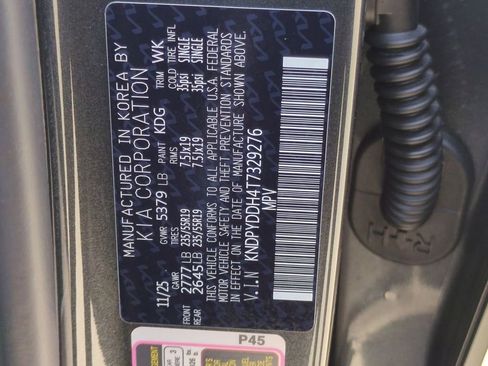 MANUFACTURED IN KOREA BY
KIA CORPORATION
11/25 GVWR 5379 LB PAINT KDG TRIM WK
GAWR TIRES RIMS COLD TIRE INFL
FRONT 2777 LB 235/55R19 7.5Jx19 35psi SINGLE
REAR 2645 LB 235/55R19 7.5Jx19 35psi SINGLE
THIS VEHICLE CONFORMS TO ALL APPLICABLE U.S.A. FEDERAL
MOTOR VEHICLE SAFETY AND THEFT PREVENTION STANDARDS
IN EFFECT ON THE DATE OF MANUFACTURE SHOWN ABOVE.
V.I.N KNDPYDDH4T7329276
MPV
P45